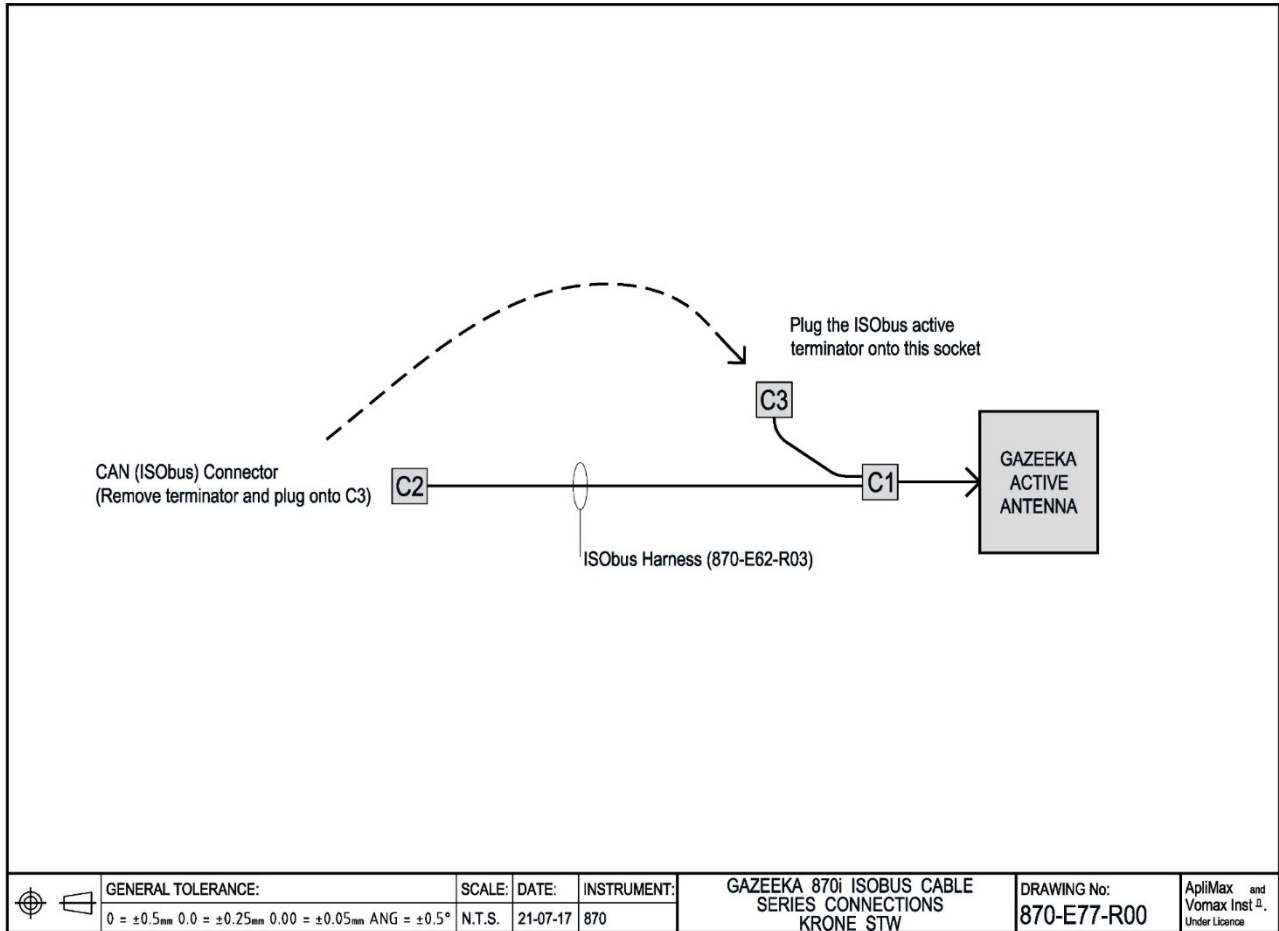 Plug the ISObus active
terminator onto this socket
C3
CAN (ISObus) Connector
(Remove terminator and plug onto C3)
C2
C1
GAZEEKA
ACTIVE
ANTENNA
ISObus Harness (870-E62-R03)
GENERAL TOLERANCE:
0 = ±0.5mm 0.0 = ±0.25mm 0.00 = ±0.05mm ANG = ±0.5°
SCALE:
N.T.S.
DATE:
21-07-17
INSTRUMENT:
870
GAZEEKA 870i ISOBUS CABLE
SERIES CONNECTIONS
KRONE STW
DRAWING No:
870-E77-R00
ApliMax and
Vomax Inst.
Under Licence